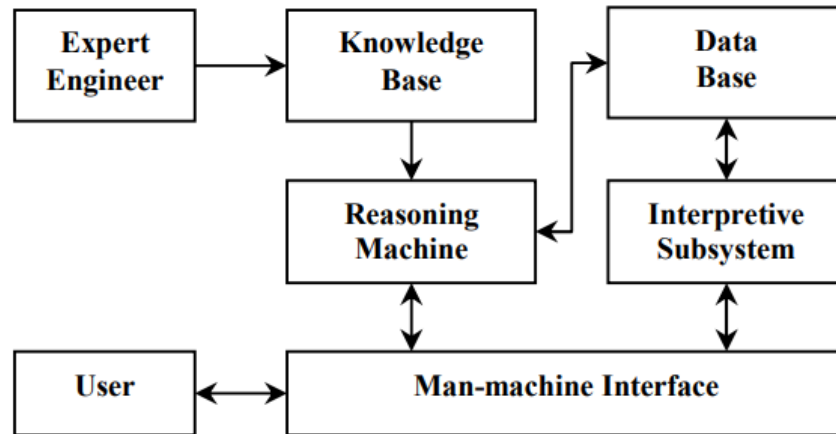 Expert
Engineer
Knowledge
Base
Data
Base
Reasoning
Machine
Interpretive
Subsystem
User
Man-machine Interface